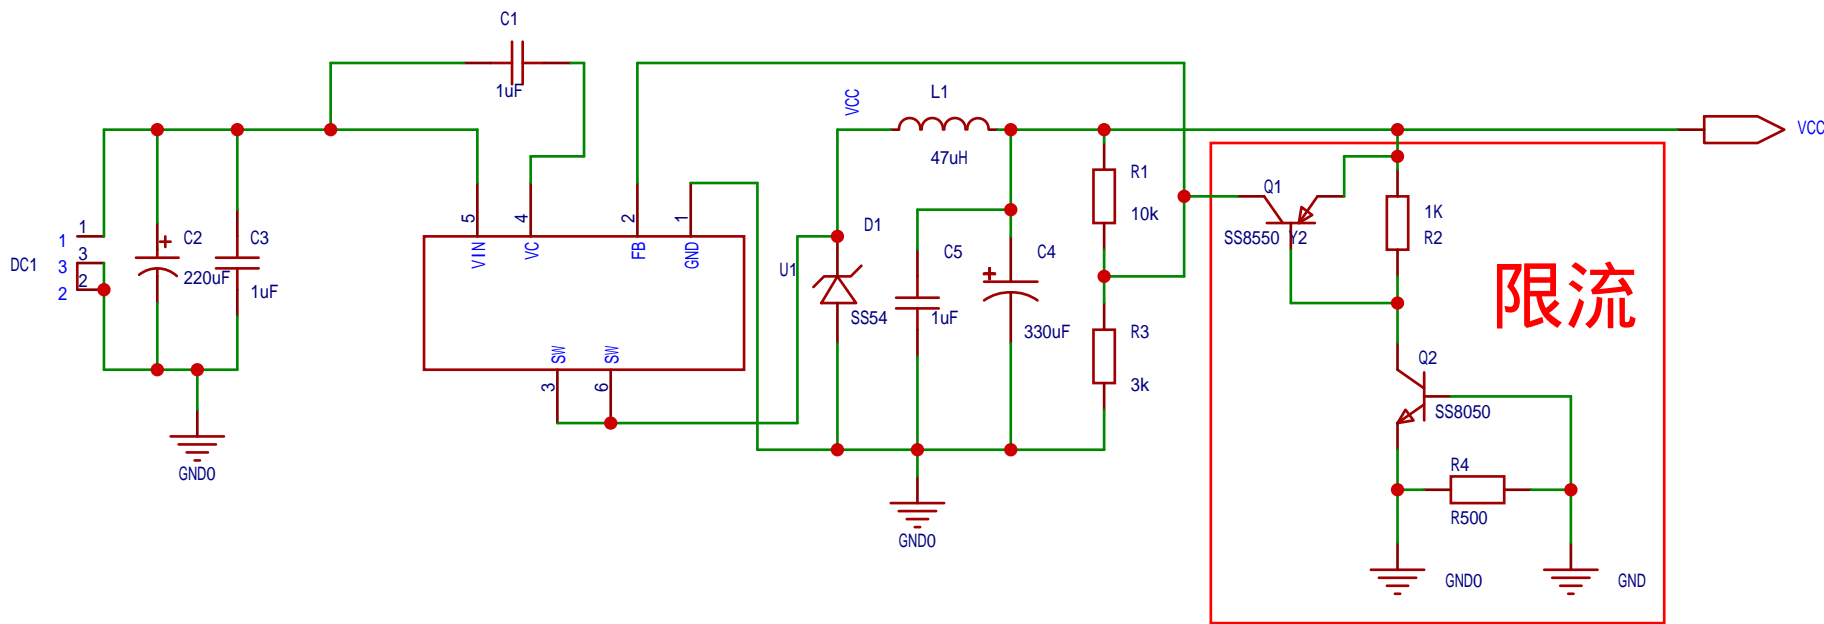 C1
1uF
VCC
L1
47uH
VCC
DC1
1
3
2
1
3
2
C2
220uF
C3
1uF
5
4
2
1
VIN
VC
FB
GND
U1
SW
SW
3
6
D1
SS54
C5
1uF
C4
330uF
R1
10k
R3
3k
Q1
SS8550 Y2
1K
R2
限流
Q2
SS8050
R4
R500
GND0
GND0
GND0
GND